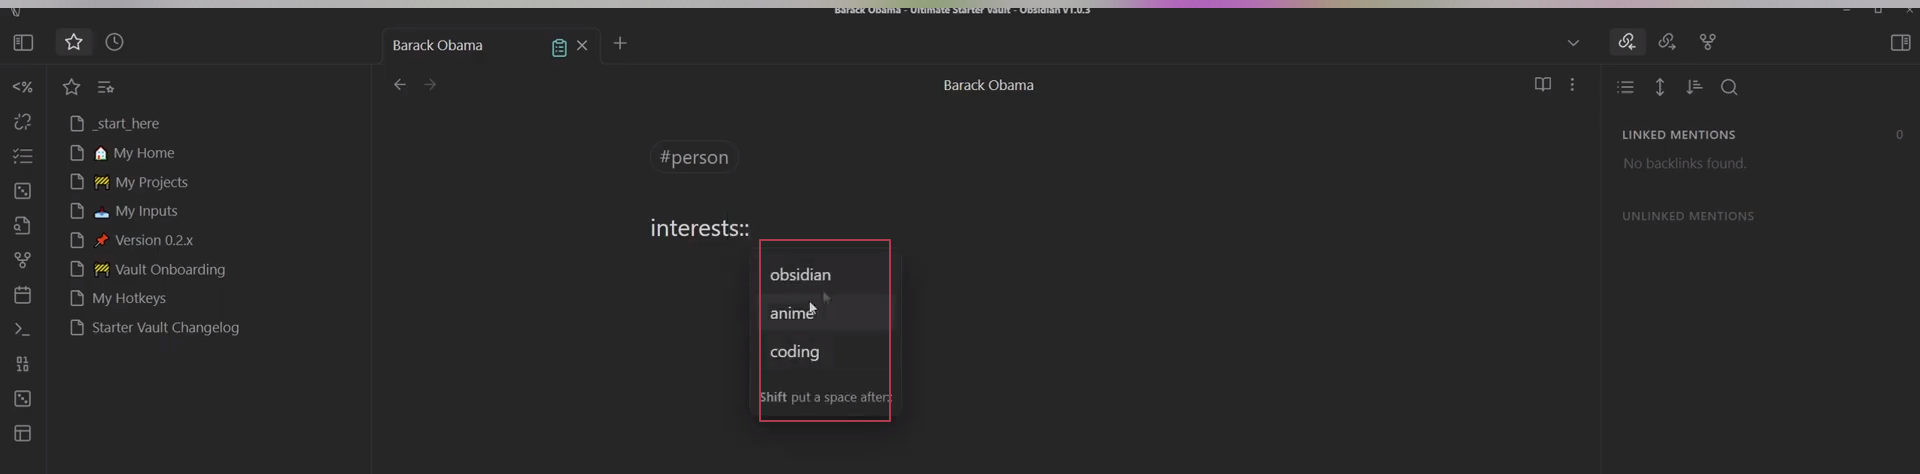 Barack Obama - Ultimate Starter Vault - Obsidian v1.0.3
Barack Obama
<%
_start_here
My Home
My Projects
My Inputs
Version 0.2.x
Vault Onboarding
My Hotkeys
Starter Vault Changelog
Barack Obama
#person
interests::
obsidian
anime
coding
Shift put a space after::
LINKED MENTIONS 0
No backlinks found.
UNLINKED MENTIONS